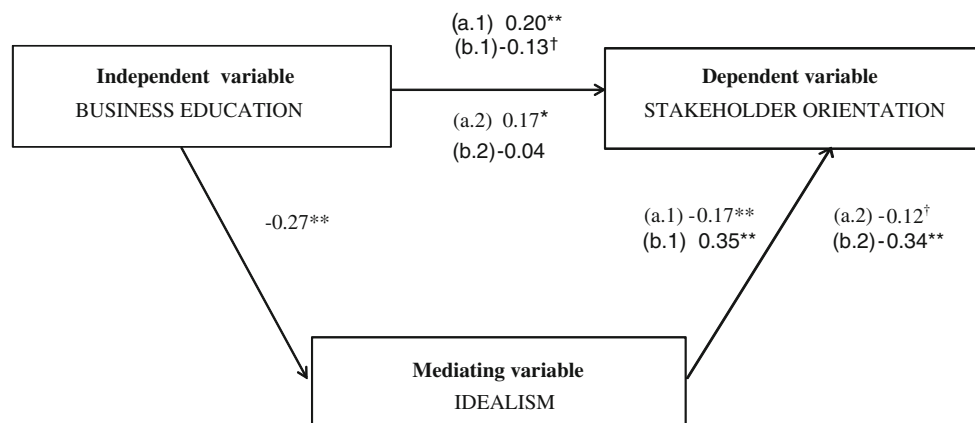 (a.1) 0.20**
(b.1)-0.13†
Independent variable
BUSINESS EDUCATION
Dependent variable
STAKEHOLDER ORIENTATION
(a.2) 0.17*
(b.2)-0.04
-0.27**
(a.1) -0.17**
(b.1) 0.35**
(a.2) -0.12†
(b.2)-0.34**
Mediating variable
IDEALISM